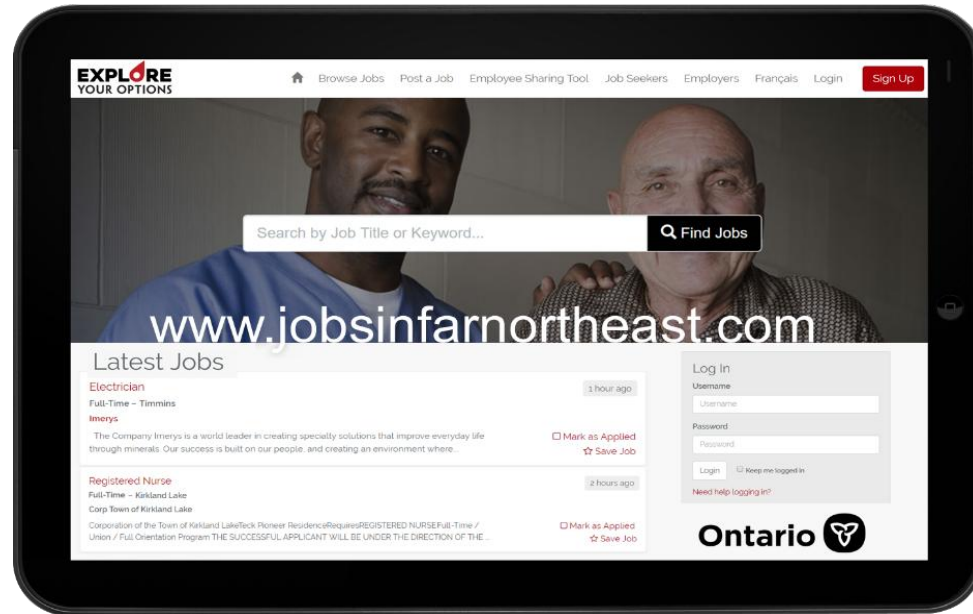 EXPLORE
YOUR OPTIONS
Browse Jobs Post a Job Employee Sharing Tool Job Seekers Employers Français Login Sign Up
Search by Job Title or Keyword... Find Jobs
www.jobsinfarnortheast.com
Latest Jobs
Electrician 1 hour ago
Full-Time – Timmins
Imerys
The Company Imerys is a world leader in creating specialty solutions that improve everyday life
through minerals. Our success is built on our people, and creating an environment where...
Mark as Applied
Save Job
Registered Nurse 2 hours ago
Full-Time – Kirkland Lake
Corp Town of Kirkland Lake
Corporation of the Town of Kirkland LakeTeck Pioneer ResidenceRequiresREGISTERED NURSEFull-Time /
Union / Full Orientation Program THE SUCCESSFUL APPLICANT WILL BE UNDER THE DIRECTION OF THE ...
Mark as Applied
Save Job
Log In
Username
Username
Password
Password
Login Keep me logged in
Need help logging in?
Ontario